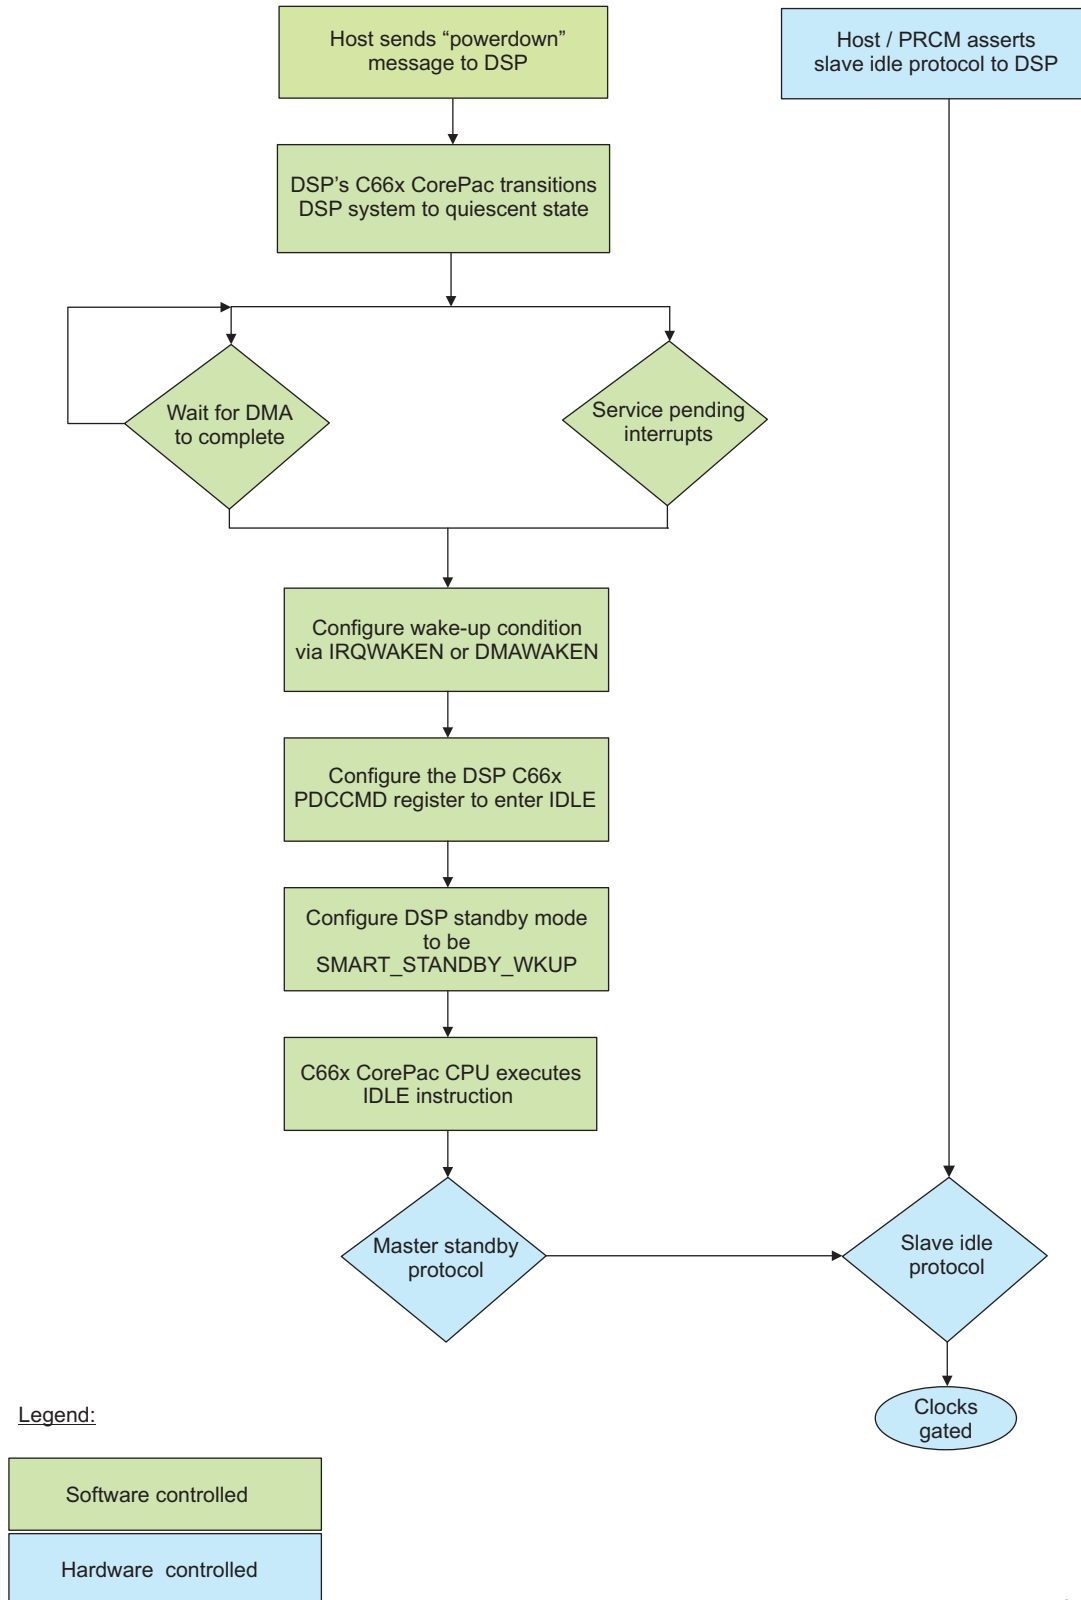 Host sends “powerdown”
message to DSP
Host / PRCM asserts
slave idle protocol to DSP
DSP’s C66x CorePac transitions
DSP system to quiescent state
Wait for DMA
to complete
Service pending
interrupts
Configure wake-up condition
via IRQWAKEN or DMAWAKEN
Configure the DSP C66x
PDCCMD register to enter IDLE
Configure DSP standby mode
to be
SMART_STANDBY_WKUP
C66x CorePac CPU executes
IDLE instruction
Master standby
protocol
Slave idle
protocol
Clocks
gated
Legend:
Software controlled
Hardware controlled